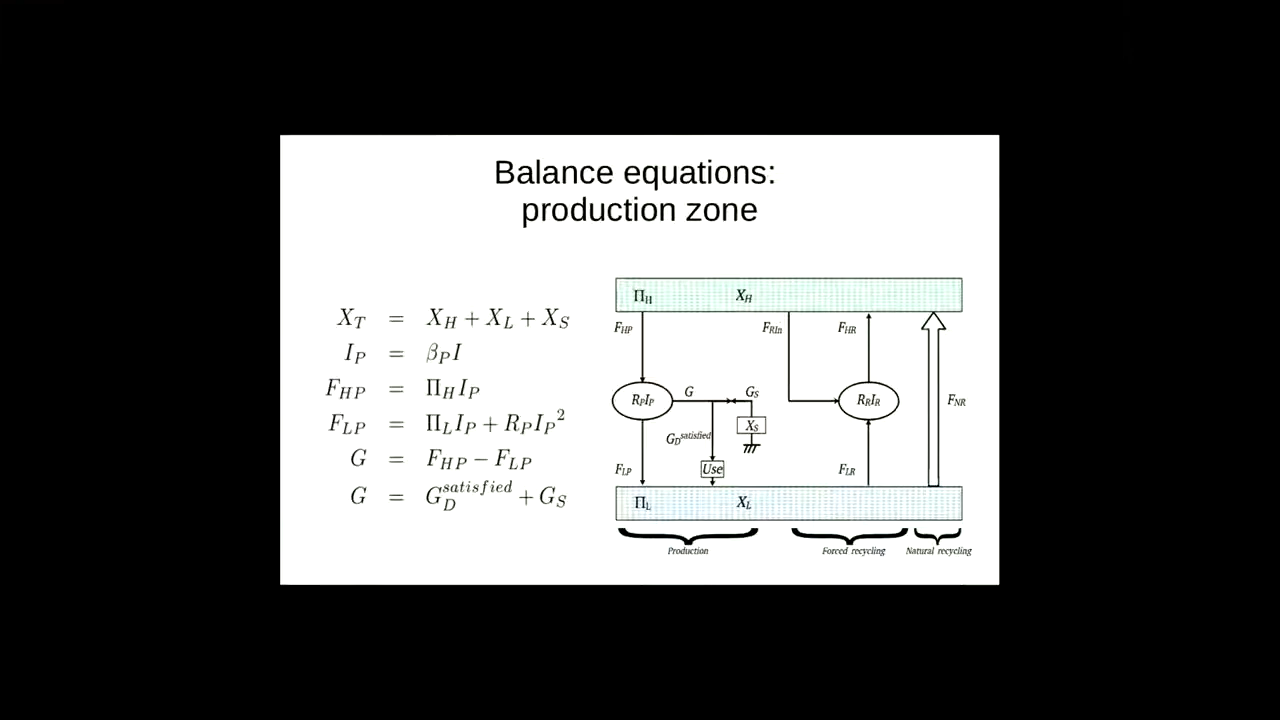 Balance equations:
production zone
X_T = X_H + X_L + X_S
I_P = β_P I
F_HP = Π_H I_P
F_LP = Π_L I_P + R_P I_P²
G = F_HP − F_LP
G = G_D^satisfied + G_S
Π_H X_H
F_HP F_RIn F_HR
G G_S
R_P I_P R_R I_R F_NR
X_S
G_D^satisfied
F_LP Use F_LR
Π_L X_L
Production Forced recycling Natural recycling